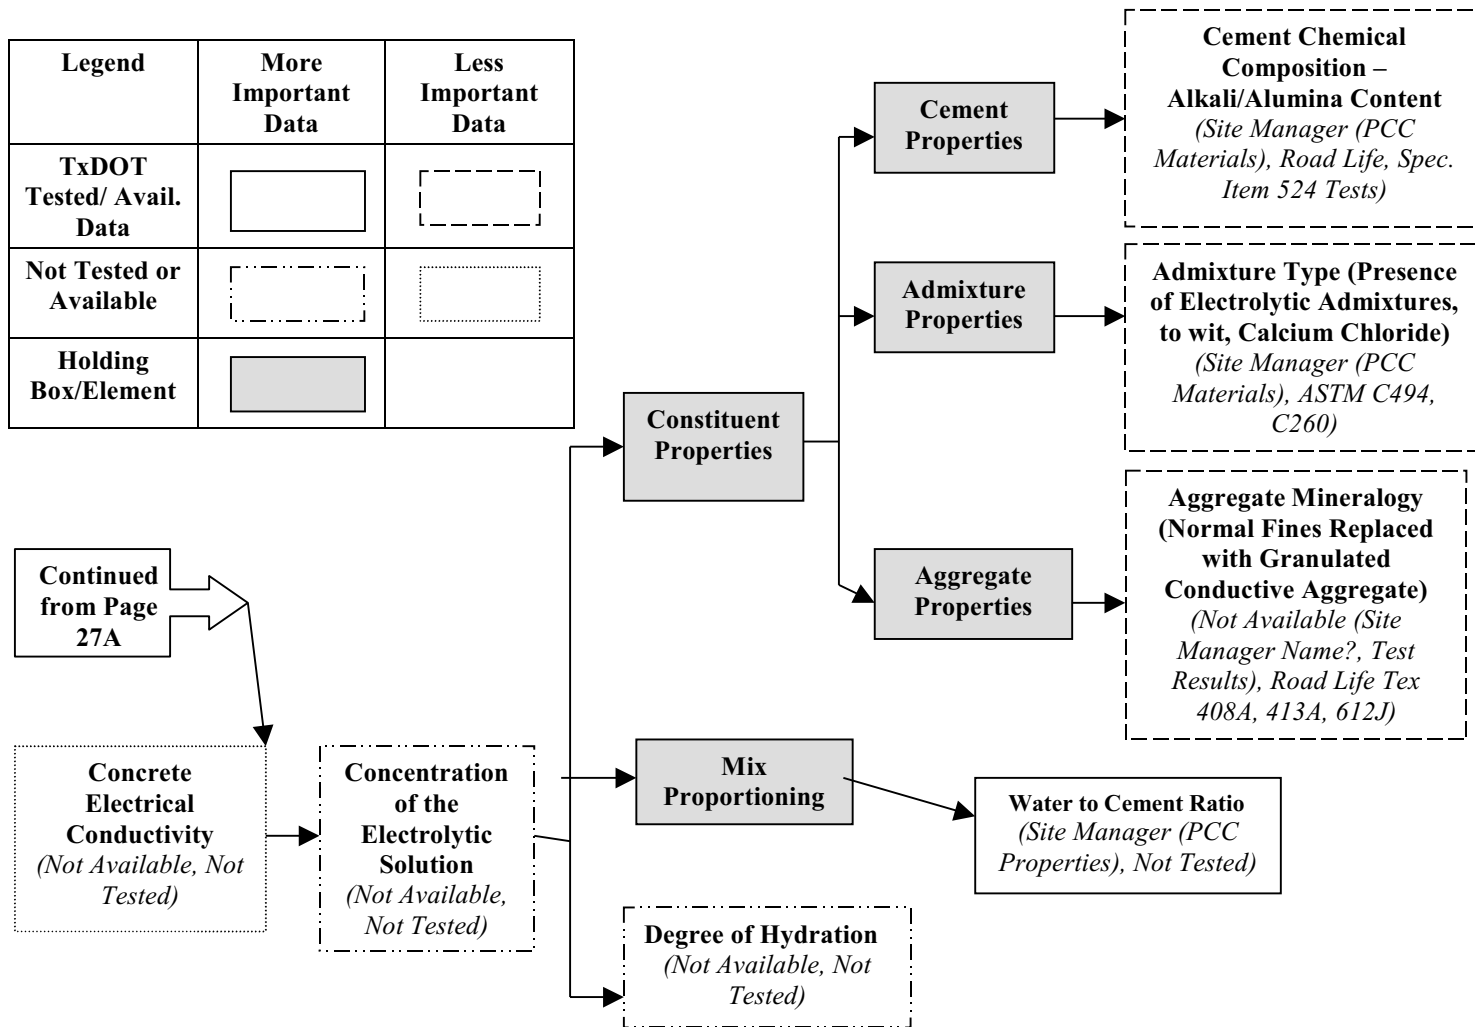 Legend
More
Important
Data
Less
Important
Data
TxDOT
Tested/ Avail.
Data
Not Tested or
Available
Holding
Box/Element
Cement
Properties
Cement Chemical
Composition –
Alkali/Alumina Content
(Site Manager (PCC
Materials), Road Life, Spec.
Item 524 Tests)
Admixture
Properties
Admixture Type (Presence
of Electrolytic Admixtures,
to wit, Calcium Chloride)
(Site Manager (PCC
Materials), ASTM C494,
C260)
Constituent
Properties
Aggregate
Properties
Aggregate Mineralogy
(Normal Fines Replaced
with Granulated
Conductive Aggregate)
(Not Available (Site
Manager Name?, Test
Results), Road Life Tex
408A, 413A, 612J)
Continued
from Page
27A
Concrete
Electrical
Conductivity
(Not Available, Not
Tested)
Concentration
of the
Electrolytic
Solution
(Not Available,
Not Tested)
Mix
Proportioning
Water to Cement Ratio
(Site Manager (PCC
Properties), Not Tested)
Degree of Hydration
(Not Available, Not
Tested)